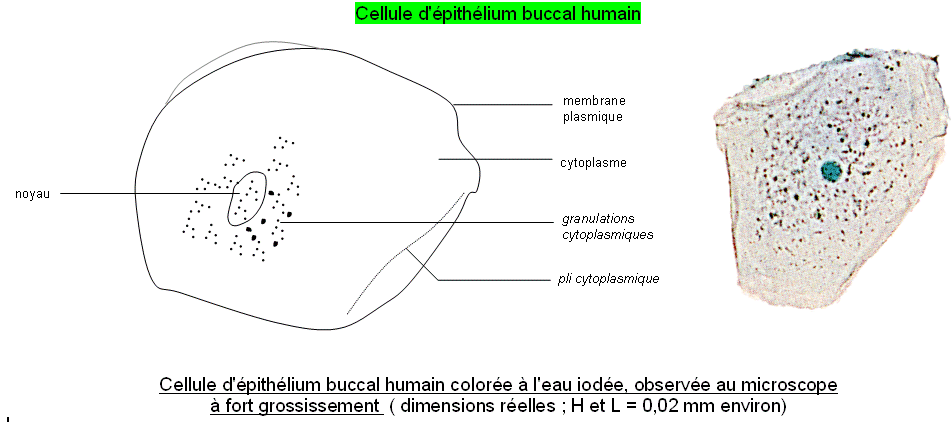 Cellule d'épithélium buccal humain
membrane
plasmique
cytoplasme
noyau
granulations
cytoplasmiques
pli cytoplasmique
Cellule d'épithélium buccal humain colorée à l'eau iodée, observée au microscope
à fort grossissement ( dimensions réelles ; H et L = 0,02 mm environ)